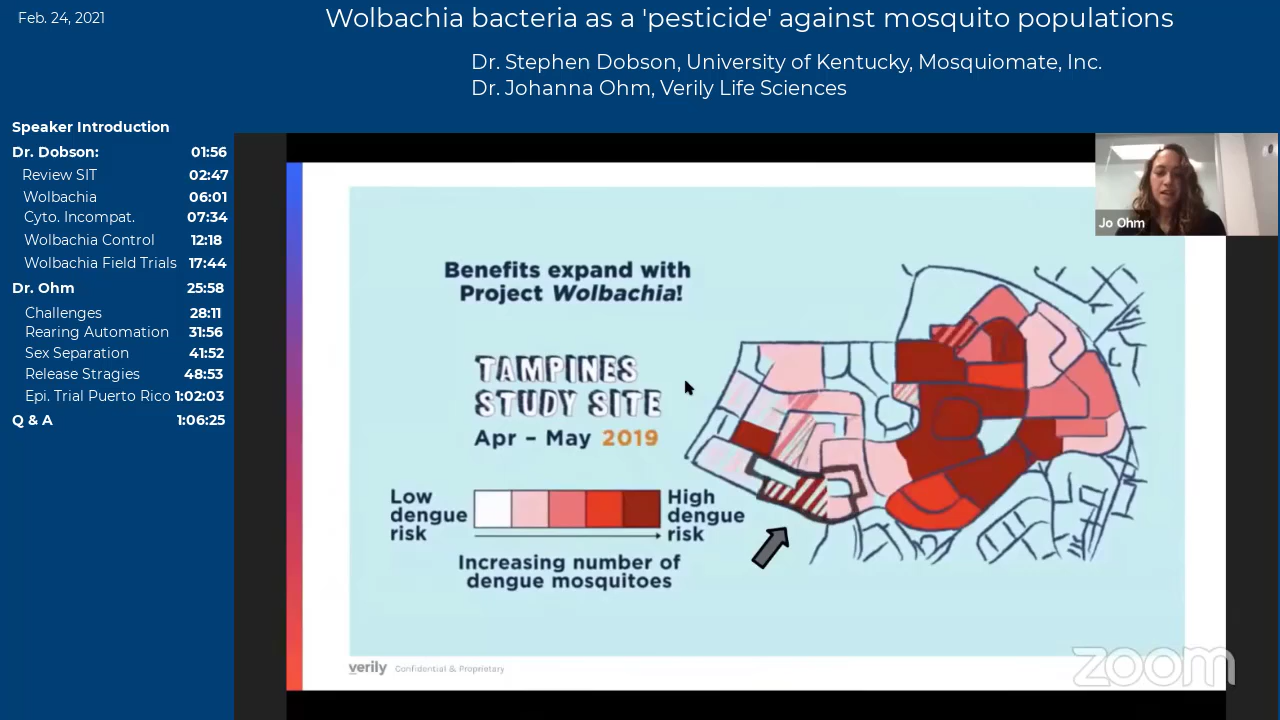 Feb. 24, 2021
Wolbachia bacteria as a 'pesticide' against mosquito populations
Dr. Stephen Dobson, University of Kentucky, Mosquiomate, Inc.
Dr. Johanna Ohm, Verily Life Sciences
Speaker Introduction
Dr. Dobson: 01:56
Review SIT 02:47
Wolbachia 06:01
Cyto. Incompat. 07:34
Wolbachia Control 12:18
Wolbachia Field Trials 17:44
Dr. Ohm 25:58
Challenges 28:11
Rearing Automation 31:56
Sex Separation 41:52
Release Stragies 48:53
Epi. Trial Puerto Rico 1:02:03
Q & A 1:06:25
Jo Ohm
Benefits expand with
Project Wolbachia!
TAMPINES
STUDY SITE
Apr – May 2019
Low
dengue
risk
High
dengue
risk
Increasing number of
dengue mosquitoes
verily Confidential & Proprietary
zoom